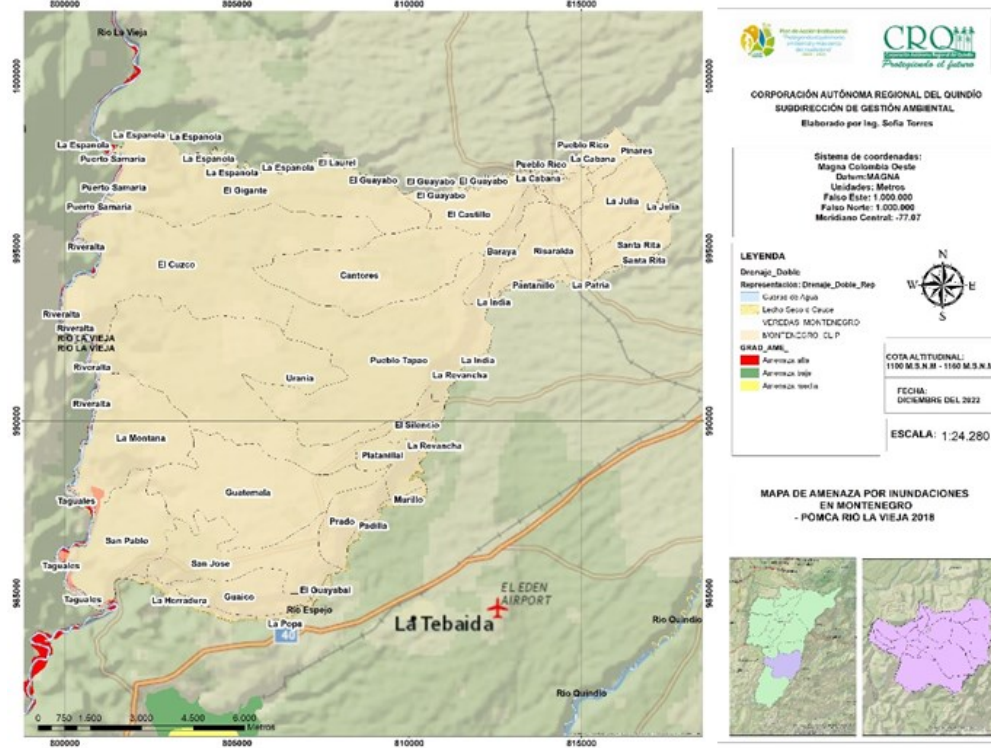 800000 805000 810000 815000
Rio La Vieja
1000000
1000000
La Espanola La Espanola
La Espanola
Puerto Samaria
La Espanola
La Espanola
La Espanola
El Laurel
El Gigante
El Guayabo
El Guayabo El Guayabo
El Guayabo
Pueblo Rico
Pinares
La Cabana
Pueblo Rico
La Cabana
Puerto Samaria
Puerto Samaria
El Castillo
La Julia
La Julia
Riveralta
995000
995000
El Cuzco
Cantores
Baraya
Risaralda
Santa Rita
Santa Rita
Pantanillo
La Patria
La India
Riveralta
Riveralta
RIO LA VIEJA
RIO LA VIEJA
Riveralta
Pueblo Tapao
La India
Urania
La Revancha
Riveralta
990000
990000
El Silencio
La Montana
La Revancha
Platanillal
Guatemala
Murillo
Taguales
Prado
Padilla
San Pablo
San Jose
Taguales
El Guayabal
Taguales
La Herradura
Guaico
Rio Espejo
985000
985000
La Popa
40
La Tebaida
EL EDEN
AIRPORT
Rio Quindio
Rio Quindio
0 750 1.500 3.000 4.500 6.000
Metros
800000 805000 810000 815000
CRQ
Corporación Autónoma Regional del Quindío
Protegiendo el futuro
CORPORACIÓN AUTÓNOMA REGIONAL DEL QUINDÍO
SUBDIRECCIÓN DE GESTIÓN AMBIENTAL
Elaborado por Ing. Sofia Torres
Sistema de coordenadas:
Magna Colombia Oeste
Datum:MAGNA
Unidades: Metros
Falso Este: 1.000.000
Falso Norte: 1.000.000
Meridiano Central: -77.07
LEYENDA
Drenaje_Doble
Representación: Drenaje_Doble_Rep
Lecho Seco o Cauce
VEREDAS MONTENEGRO
GRAD_AME_
Amenaza alta
Amenaza baja
Amenaza media
N
W E
S
COTA ALTITUDINAL:
1100 M.S.N.M - 1160 M.S.N.M
FECHA:
DICIEMBRE DEL 2022
ESCALA: 1:24.280
MAPA DE AMENAZA POR INUNDACIONES
EN MONTENEGRO
- POMCA RIO LA VIEJA 2018